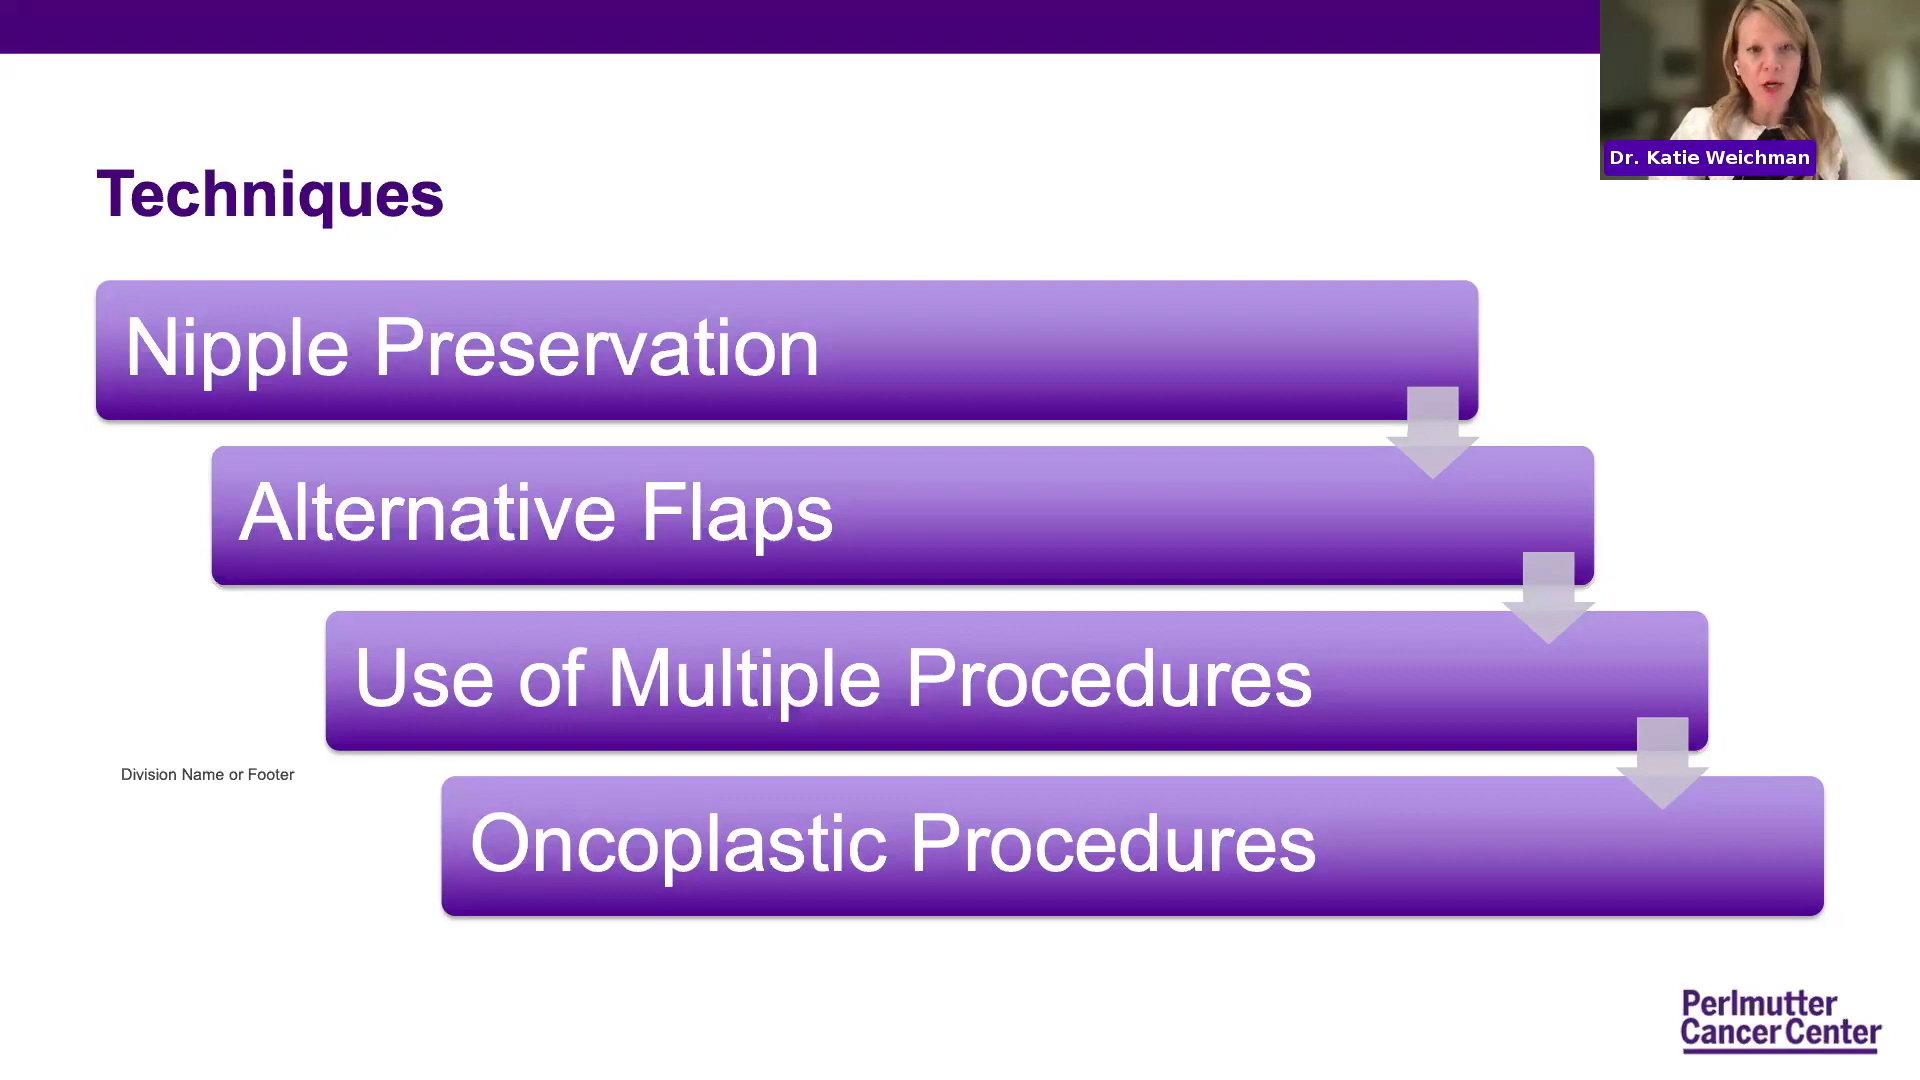 Dr. Katie Weichman
Techniques
Nipple Preservation
Alternative Flaps
Use of Multiple Procedures
Division Name or Footer
Oncoplastic Procedures
Perlmutter
Cancer Center